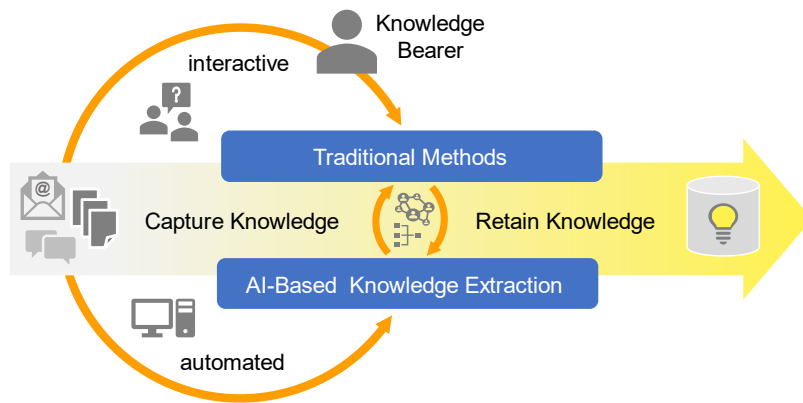 Knowledge
Bearer
interactive
?
Traditional Methods
@
Capture Knowledge
Retain Knowledge
AI-Based Knowledge Extraction
automated